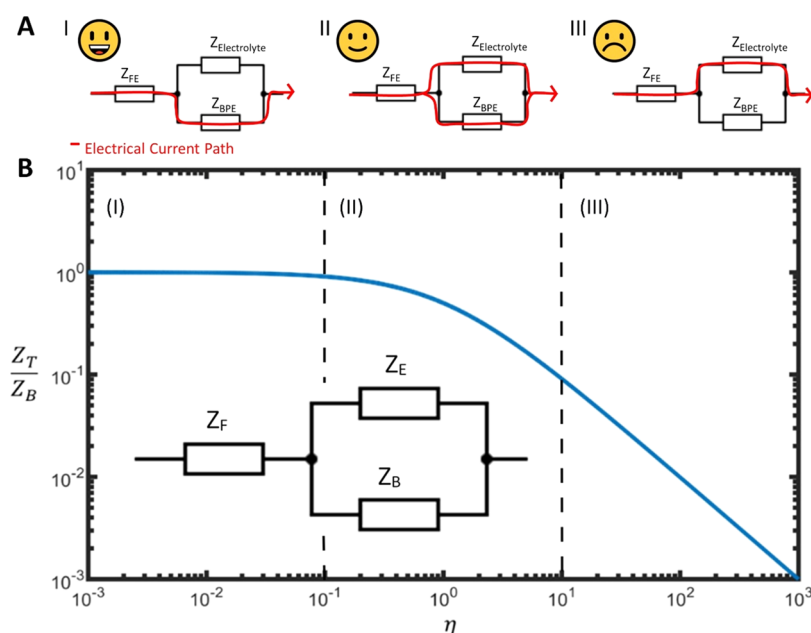 A
I
II
III
Z_Electrolyte
Z_Electrolyte
Z_Electrolyte
Z_FE
Z_FE
Z_FE
Z_BPE
Z_BPE
Z_BPE
Electrical Current Path
B
10^1
(I)
(II)
(III)
10^0
Z_T
Z_B
10^-1
Z_E
Z_F
Z_B
10^-2
10^-3
10^-3
10^-2
10^-1
10^0
10^1
10^2
10^3
η